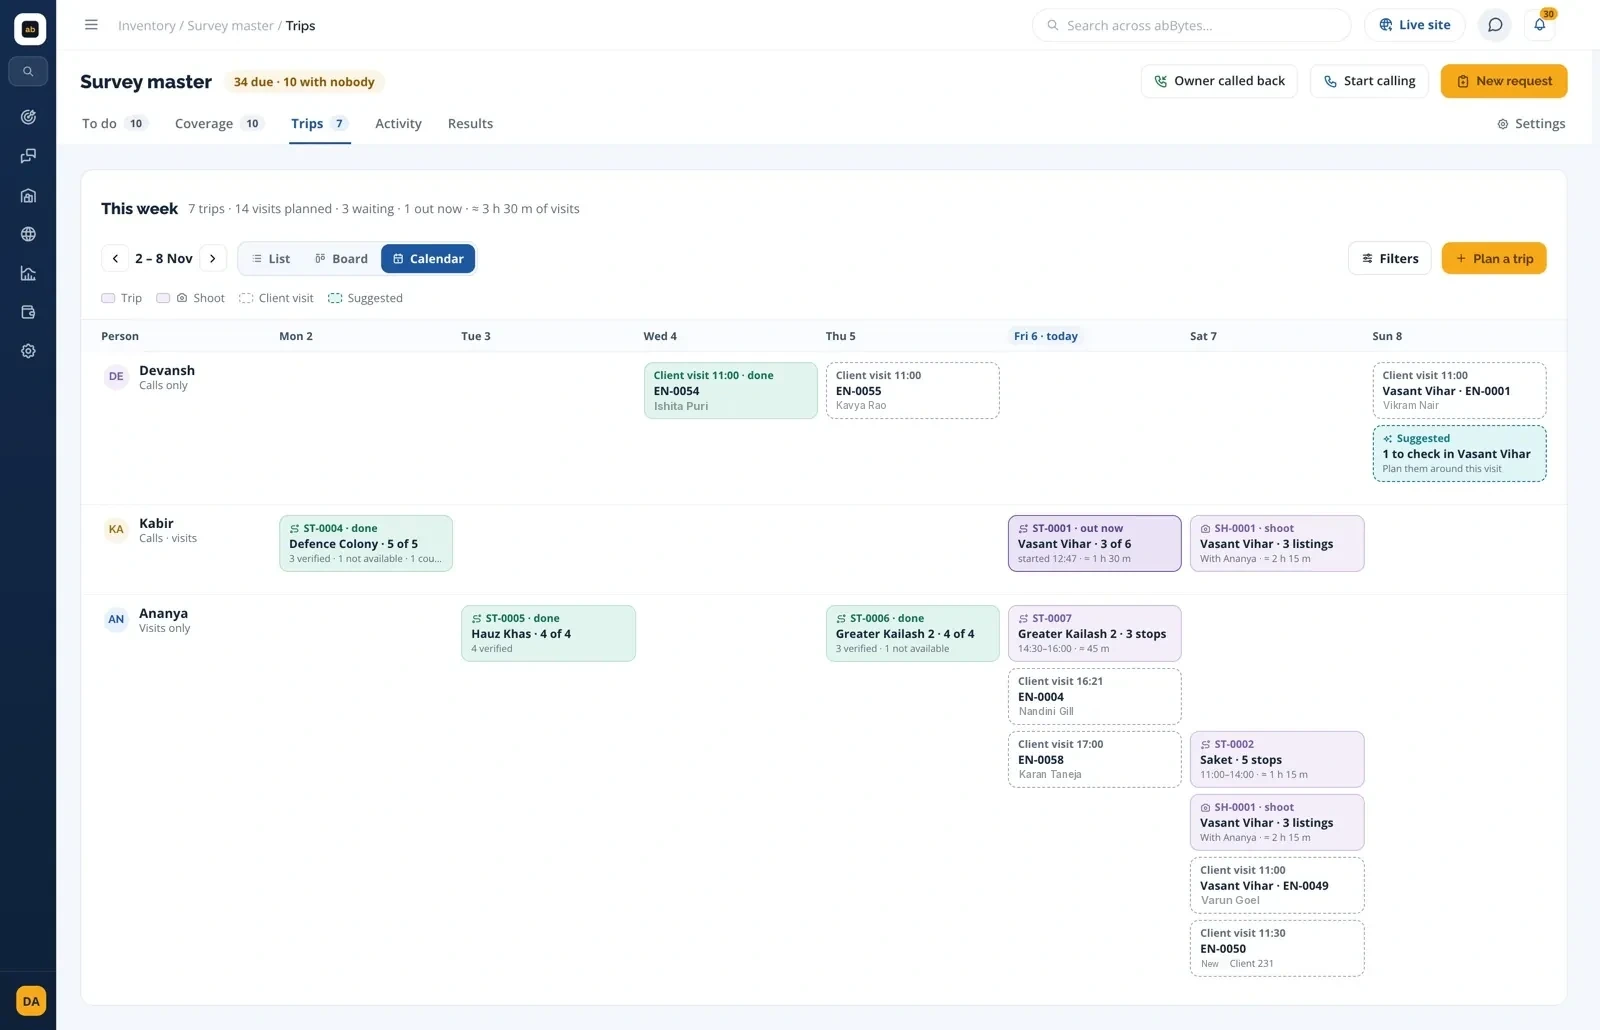 ab
Inventory / Survey master / Trips
Search across abBytes...
Live site
30
Survey master
34 due · 10 with nobody
Owner called back
Start calling
New request
To do 10
Coverage 10
Trips 7
Activity
Results
Settings
This week
7 trips · 14 visits planned · 3 waiting · 1 out now · ≈ 3 h 30 m of visits
2 – 8 Nov
List
Board
Calendar
Filters
+ Plan a trip
Trip
Shoot
Client visit
Suggested
Person
Mon 2
Tue 3
Wed 4
Thu 5
Fri 6 · today
Sat 7
Sun 8
DE
Devansh
Calls only
Client visit 11:00 · done
EN-0054
Ishita Puri
Client visit 11:00
EN-0055
Kavya Rao
Client visit 11:00
Vasant Vihar · EN-0001
Vikram Nair
Suggested
1 to check in Vasant Vihar
Plan them around this visit
KA
Kabir
Calls · visits
ST-0004 · done
Defence Colony · 5 of 5
3 verified · 1 not available · 1 cou...
ST-0001 · out now
Vasant Vihar · 3 of 6
started 12:47 · ≈ 1 h 30 m
SH-0001 · shoot
Vasant Vihar · 3 listings
With Ananya · ≈ 2 h 15 m
AN
Ananya
Visits only
ST-0005 · done
Hauz Khas · 4 of 4
4 verified
ST-0006 · done
Greater Kailash 2 · 4 of 4
3 verified · 1 not available
ST-0007
Greater Kailash 2 · 3 stops
14:30–16:00 · ≈ 45 m
Client visit 16:21
EN-0004
Nandini Gill
Client visit 17:00
EN-0058
Karan Taneja
ST-0002
Saket · 5 stops
11:00–14:00 · ≈ 1 h 15 m
SH-0001 · shoot
Vasant Vihar · 3 listings
With Ananya · ≈ 2 h 15 m
Client visit 11:00
Vasant Vihar · EN-0049
Varun Goel
Client visit 11:30
EN-0050
New Client 231
DA